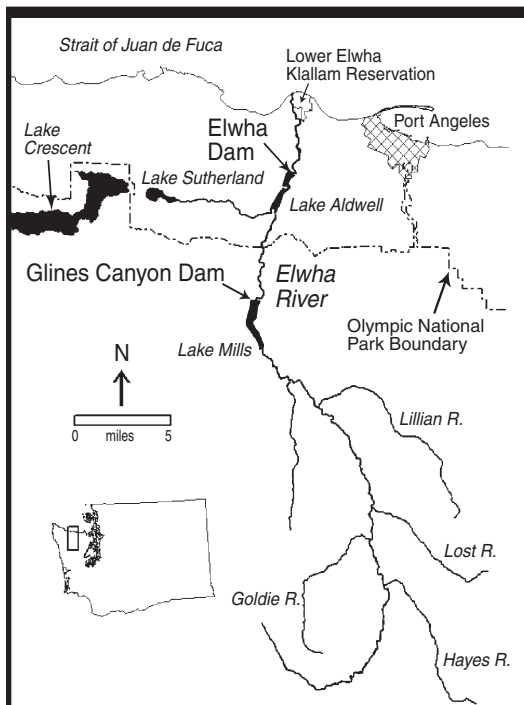 Strait of Juan de Fuca
Lower Elwha
Klallam Reservation
Port Angeles
Elwha
Dam
Lake
Crescent
Lake Sutherland
Lake Aldwell
Glines Canyon Dam
Elwha
River
Olympic National
Park Boundary
Lake Mills
N
0 miles 5
Lillian R.
Lost R.
Goldie R.
Hayes R.